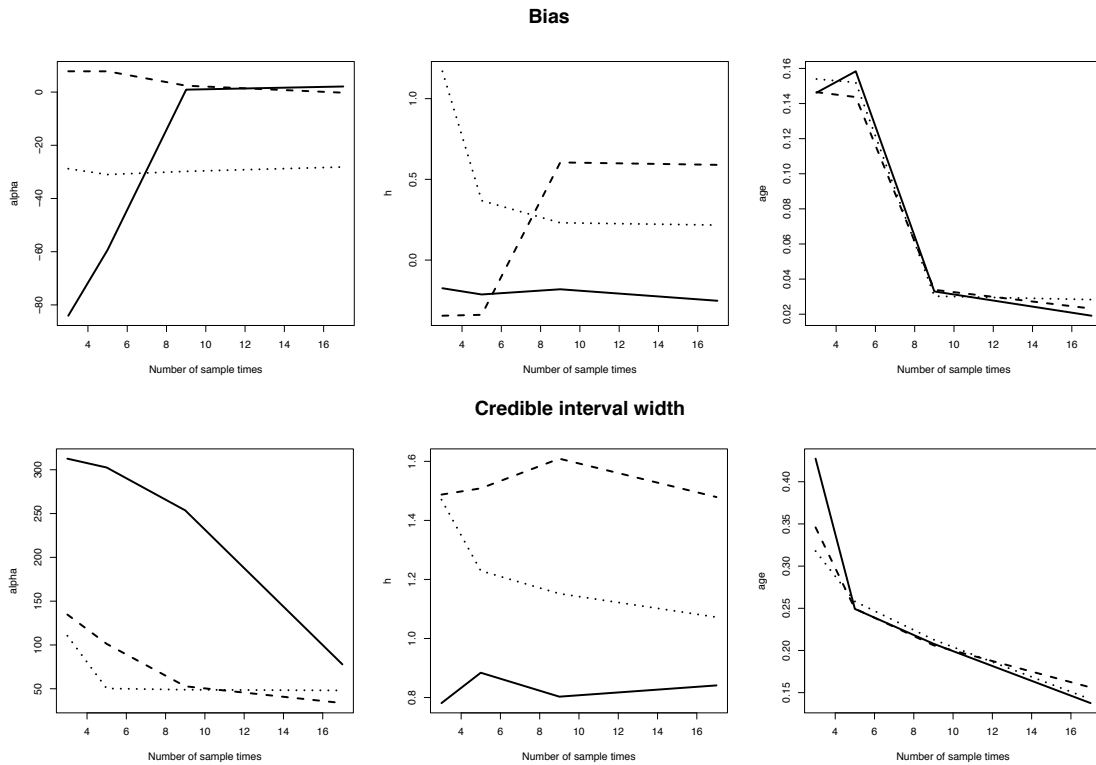 Bias
alpha
0
−20
−40
−60
−80
4 6 8 10 12 14 16
Number of sample times
h
1.0
0.5
0.0
4 6 8 10 12 14 16
Number of sample times
age
0.16
0.14
0.12
0.10
0.08
0.06
0.04
0.02
4 6 8 10 12 14 16
Number of sample times
Credible interval width
alpha
300
250
200
150
100
50
4 6 8 10 12 14 16
Number of sample times
h
1.6
1.4
1.2
1.0
0.8
4 6 8 10 12 14 16
Number of sample times
age
0.40
0.35
0.30
0.25
0.20
0.15
4 6 8 10 12 14 16
Number of sample times